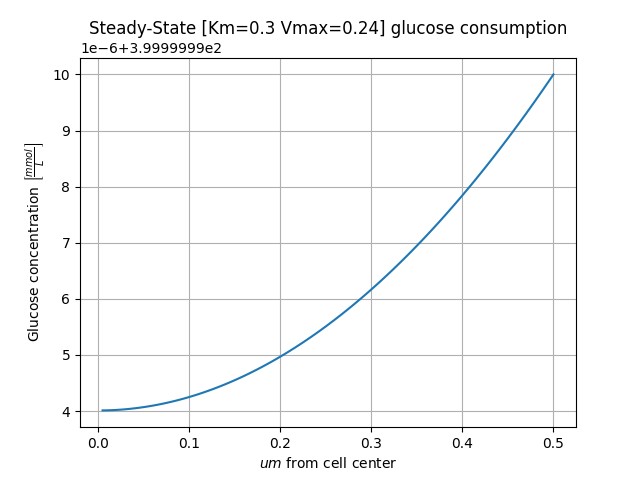 Steady-State [Km=0.3 Vmax=0.24] glucose consumption
1e-6+3.9999999e2
10
9
8
7
6
5
4
Glucose concentration [mmol/L]
0.0 0.1 0.2 0.3 0.4 0.5
um from cell center